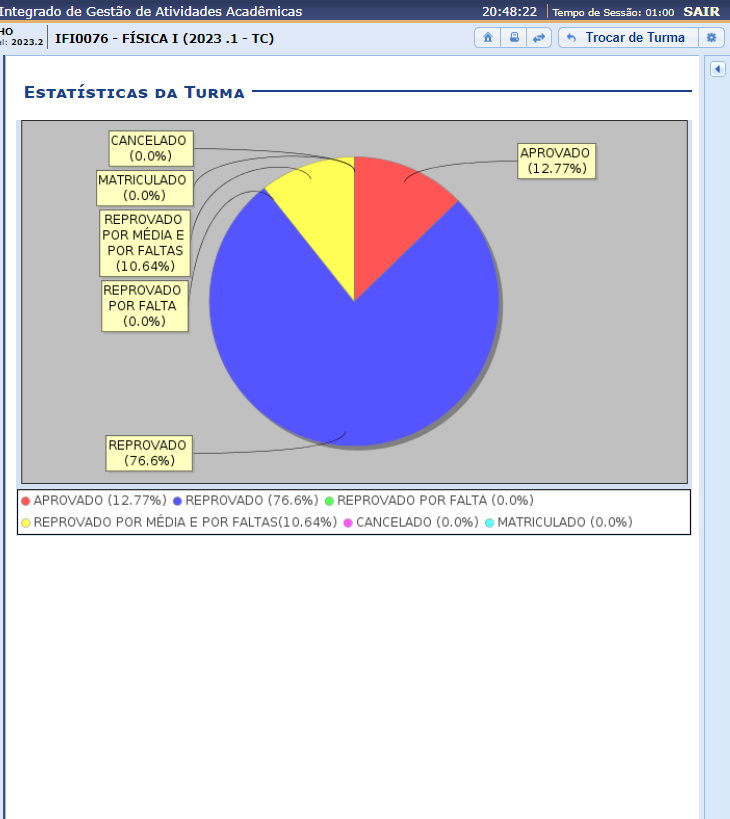 Integrado de Gestão de Atividades Acadêmicas 20:48:22 Tempo de Sessão: 01:00 SAIR
HO
el: 2023.2 IFI0076 - FÍSICA I (2023 .1 - TC) Trocar de Turma
Estatísticas da Turma
CANCELADO
(0.0%)
MATRICULADO
(0.0%)
REPROVADO
POR MÉDIA E
POR FALTAS
(10.64%)
REPROVADO
POR FALTA
(0.0%)
REPROVADO
(76.6%)
APROVADO
(12.77%)
APROVADO (12.77%) REPROVADO (76.6%) REPROVADO POR FALTA (0.0%)
REPROVADO POR MÉDIA E POR FALTAS(10.64%) CANCELADO (0.0%) MATRICULADO (0.0%)